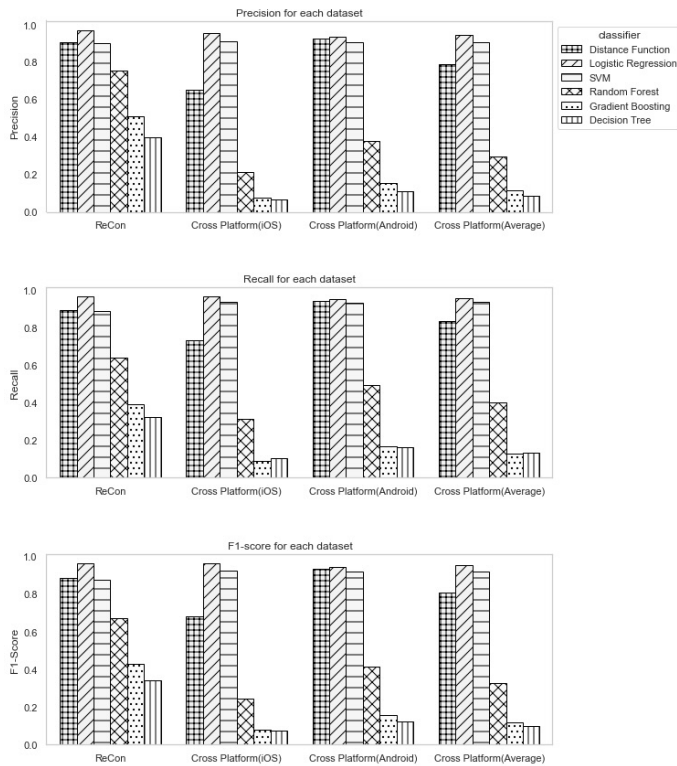 Precision for each dataset
1.0
0.8
0.6
0.4
0.2
0.0
Precision
ReCon Cross Platform(iOS) Cross Platform(Android) Cross Platform(Average)
classifier
Distance Function
Logistic Regression
SVM
Random Forest
Gradient Boosting
Decision Tree
Recall for each dataset
1.0
0.8
0.6
0.4
0.2
0.0
Recall
ReCon Cross Platform(iOS) Cross Platform(Android) Cross Platform(Average)
F1-score for each dataset
1.0
0.8
0.6
0.4
0.2
0.0
F1-Score
ReCon Cross Platform(iOS) Cross Platform(Android) Cross Platform(Average)